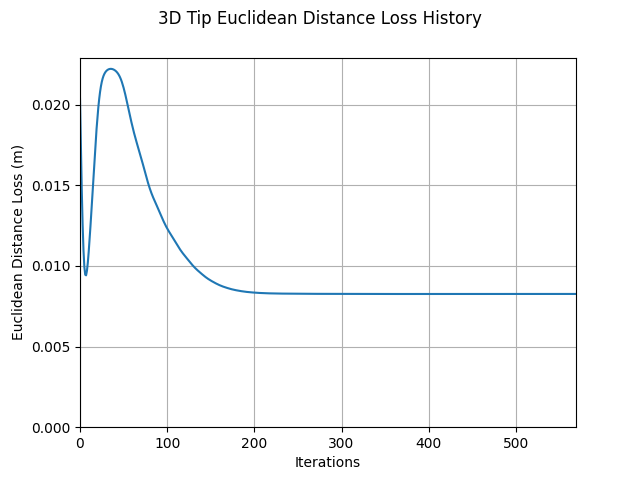 3D Tip Euclidean Distance Loss History
Euclidean Distance Loss (m)
0.020
0.015
0.010
0.005
0.000
0 100 200 300 400 500
Iterations